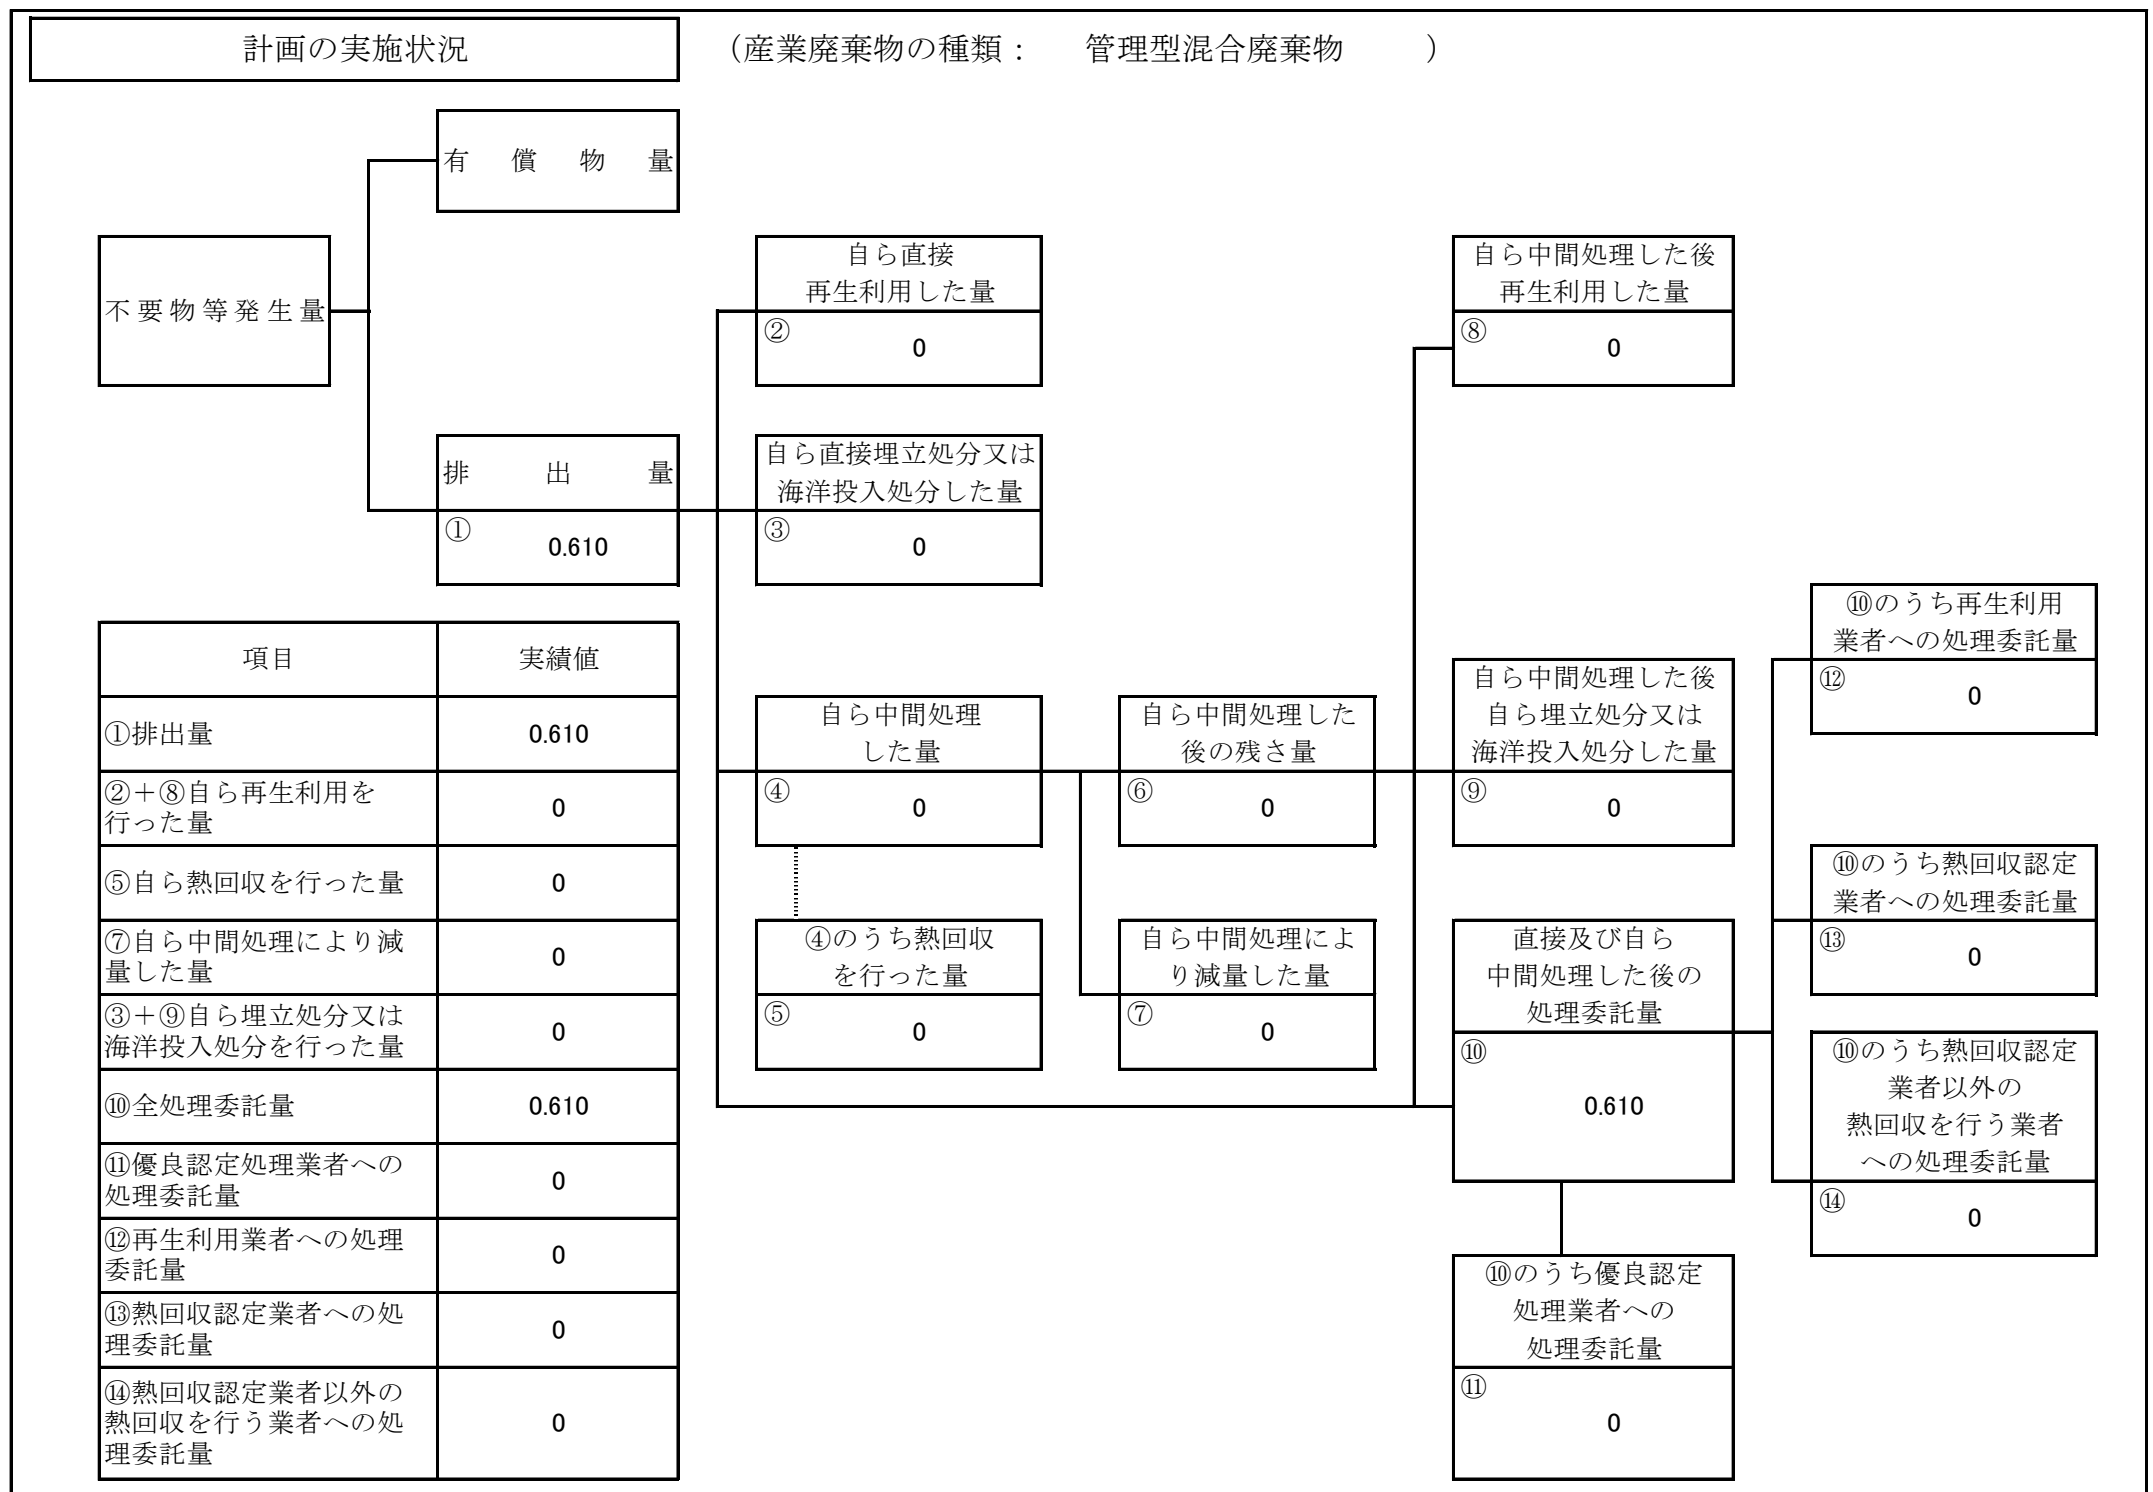 計画の実施状況 （産業廃棄物の種類： 管理型混合廃棄物 ）
有償物量
不要物等発生量
自ら直接
再生利用した量
②
0
自ら中間処理した後
再生利用した量
⑧
0
排出量
①
0.610
自ら直接埋立処分又は
海洋投入処分した量
③
0
自ら中間処理
した量
④
0
自ら中間処理した
後の残さ量
⑥
0
自ら中間処理した後
自ら埋立処分又は
海洋投入処分した量
⑨
0
⑩のうち再生利用
業者への処理委託量
⑫
0
④のうち熱回収
を行った量
⑤
0
自ら中間処理によ
り減量した量
⑦
0
直接及び自ら
中間処理した後の
処理委託量
⑩
0.610
⑩のうち熱回収認定
業者への処理委託量
⑬
0
⑩のうち熱回収認定
業者以外の
熱回収を行う業者
への処理委託量
⑭
0
⑩のうち優良認定
処理業者への
処理委託量
⑪
0
項目 実績値
①排出量 0.610
②＋⑧自ら再生利用を
行った量 0
⑤自ら熱回収を行った量 0
⑦自ら中間処理により減
量した量 0
③＋⑨自ら埋立処分又は
海洋投入処分を行った量 0
⑩全処理委託量 0.610
⑪優良認定処理業者への
処理委託量 0
⑫再生利用業者への処理
委託量 0
⑬熱回収認定業者への処
理委託量 0
⑭熱回収認定業者以外の
熱回収を行う業者への処
理委託量 0